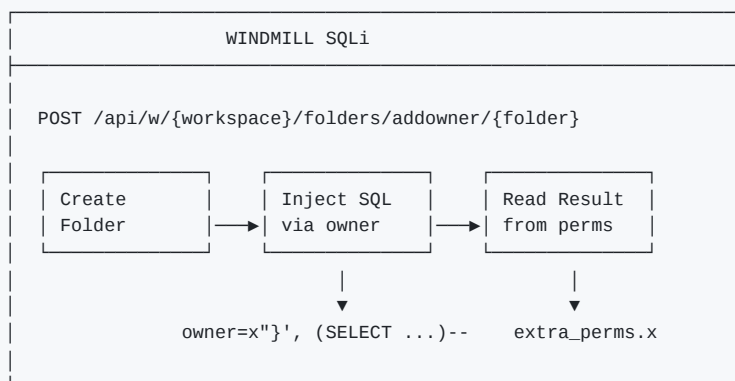 WINDMILL SQLi
POST /api/w/{workspace}/folders/addowner/{folder}
Create Inject SQL Read Result
Folder via owner from perms
owner=x"}', (SELECT ...)-- extra_perms.x